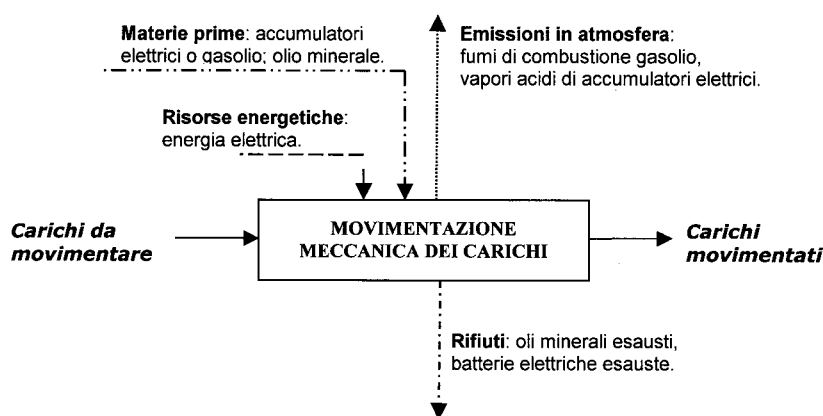 Materie prime: accumulatori
elettrici o gasolio; olio minerale.
Emissioni in atmosfera:
fumi di combustione gasolio,
vapori acidi di accumulatori elettrici.
Risorse energetiche:
energia elettrica.
Carichi da
movimentare
MOVIMENTAZIONE
MECCANICA DEI CARICHI
Carichi
movimentati
Rifiuti: oli minerali esausti,
batterie elettriche esauste.